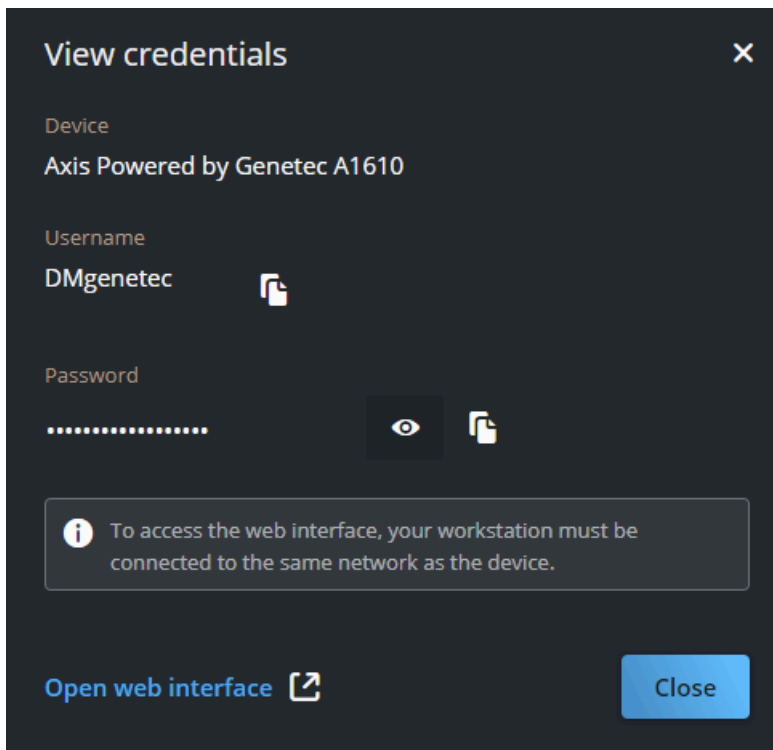 View credentials
Device
Axis Powered by Genetec A1610
Username
DMgenetec
Password
••••••••••••••••••
To access the web interface, your workstation must be
connected to the same network as the device.
Open web interface
Close